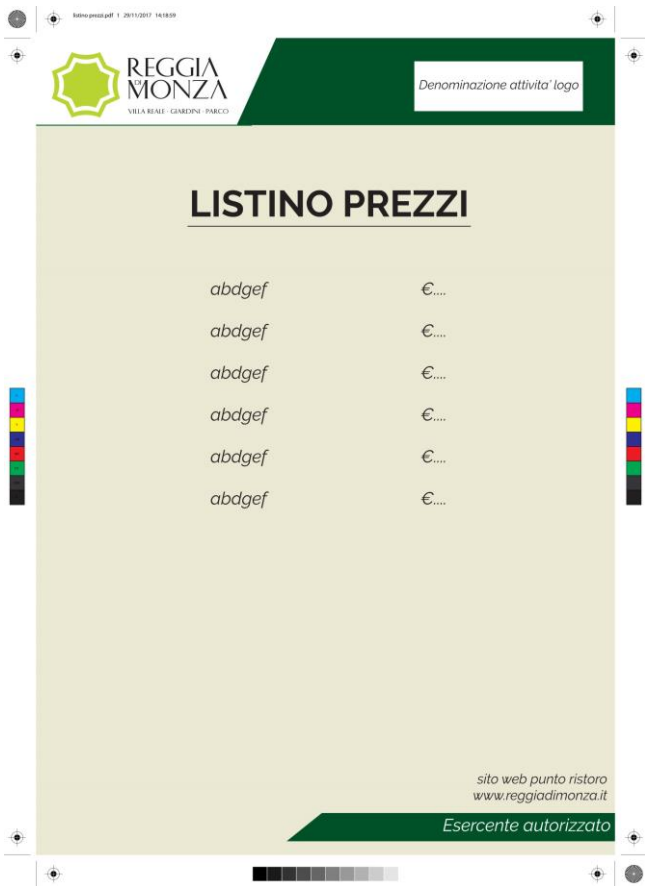 listino prezzi.pdf 1 29/11/2017 14:18:59
REGGIA
DI
MONZA
VILLA REALE · GIARDINI · PARCO
Denominazione attivita' logo
LISTINO PREZZI
abdgef €....
abdgef €....
abdgef €....
abdgef €....
abdgef €....
abdgef €....
sito web punto ristoro
www.reggiadimonza.it
Esercente autorizzato